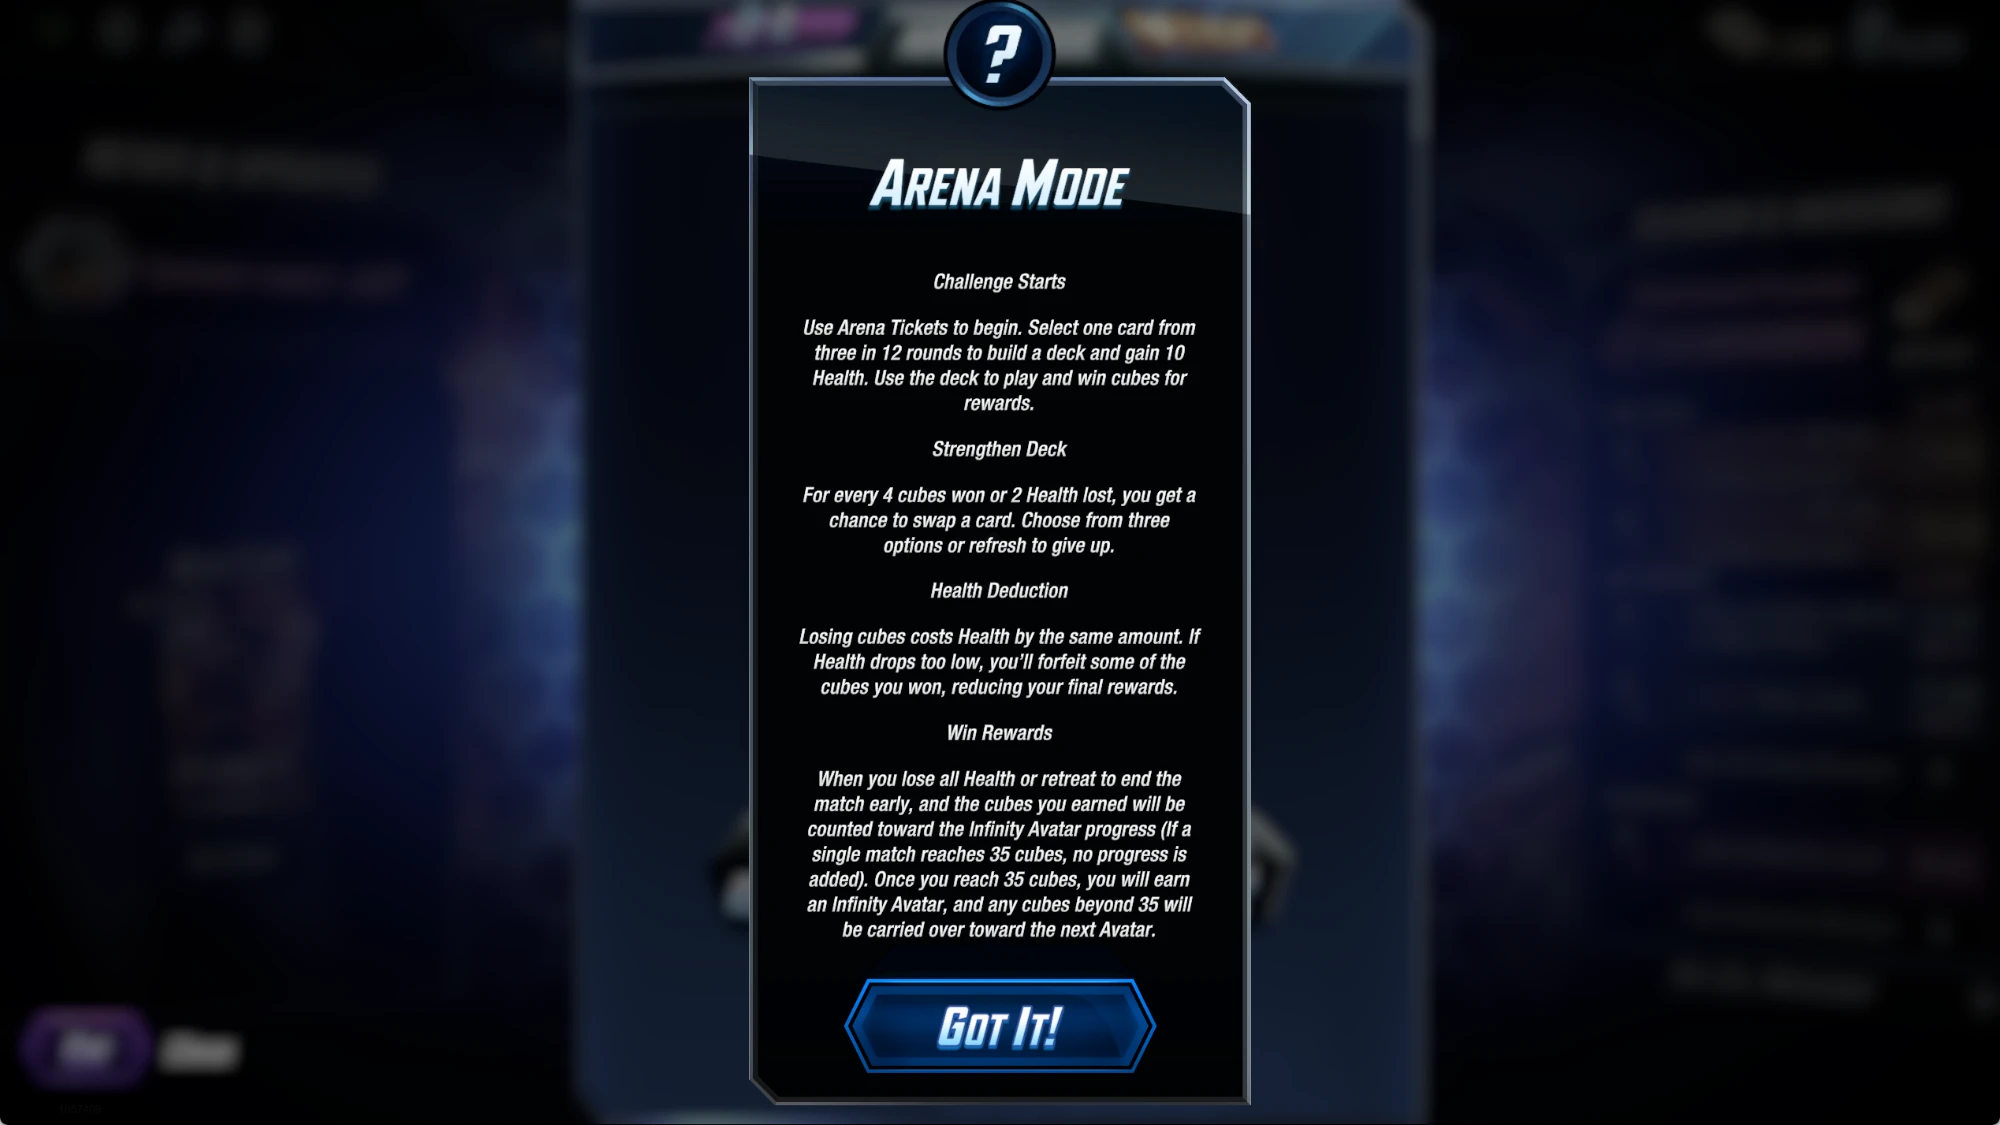 ?
ARENA MODE
Challenge Starts
Use Arena Tickets to begin. Select one card from
three in 12 rounds to build a deck and gain 10
Health. Use the deck to play and win cubes for
rewards.
Strengthen Deck
For every 4 cubes won or 2 Health lost, you get a
chance to swap a card. Choose from three
options or refresh to give up.
Health Deduction
Losing cubes costs Health by the same amount. If
Health drops too low, you’ll forfeit some of the
cubes you won, reducing your final rewards.
Win Rewards
When you lose all Health or retreat to end the
match early, and the cubes you earned will be
counted toward the Infinity Avatar progress (If a
single match reaches 35 cubes, no progress is
added). Once you reach 35 cubes, you will earn
an Infinity Avatar, and any cubes beyond 35 will
be carried over toward the next Avatar.
GOT IT!